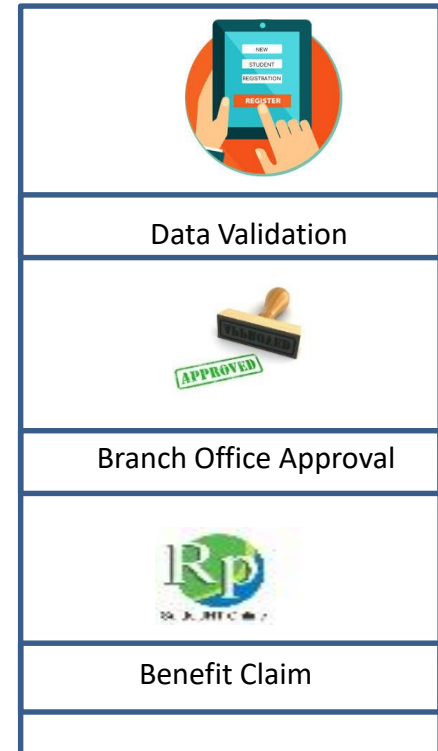 NEW
STUDENT
REGISTRATION
REGISTER
Data Validation
APPROVED
Branch Office Approval
Rp
Benefit Claim